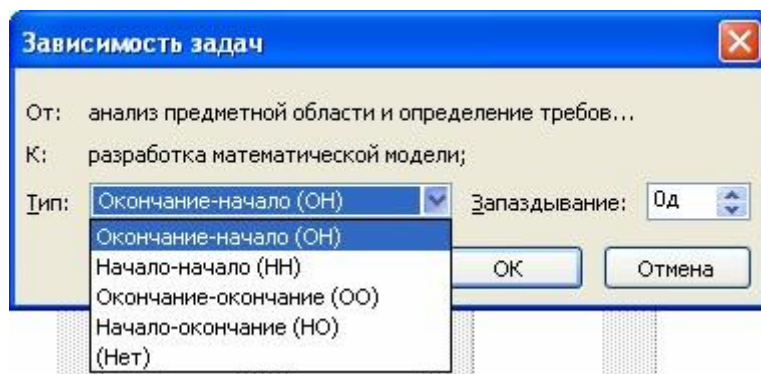 Зависимость задач
От: анализ предметной области и определение требов...
К: разработка математической модели;
Тип: Окончание-начало (ОН) Запаздывание: 0д
Окончание-начало (ОН)
Начало-начало (НН)
Окончание-окончание (ОО)
Начало-окончание (НО)
(Нет)
ОК Отмена